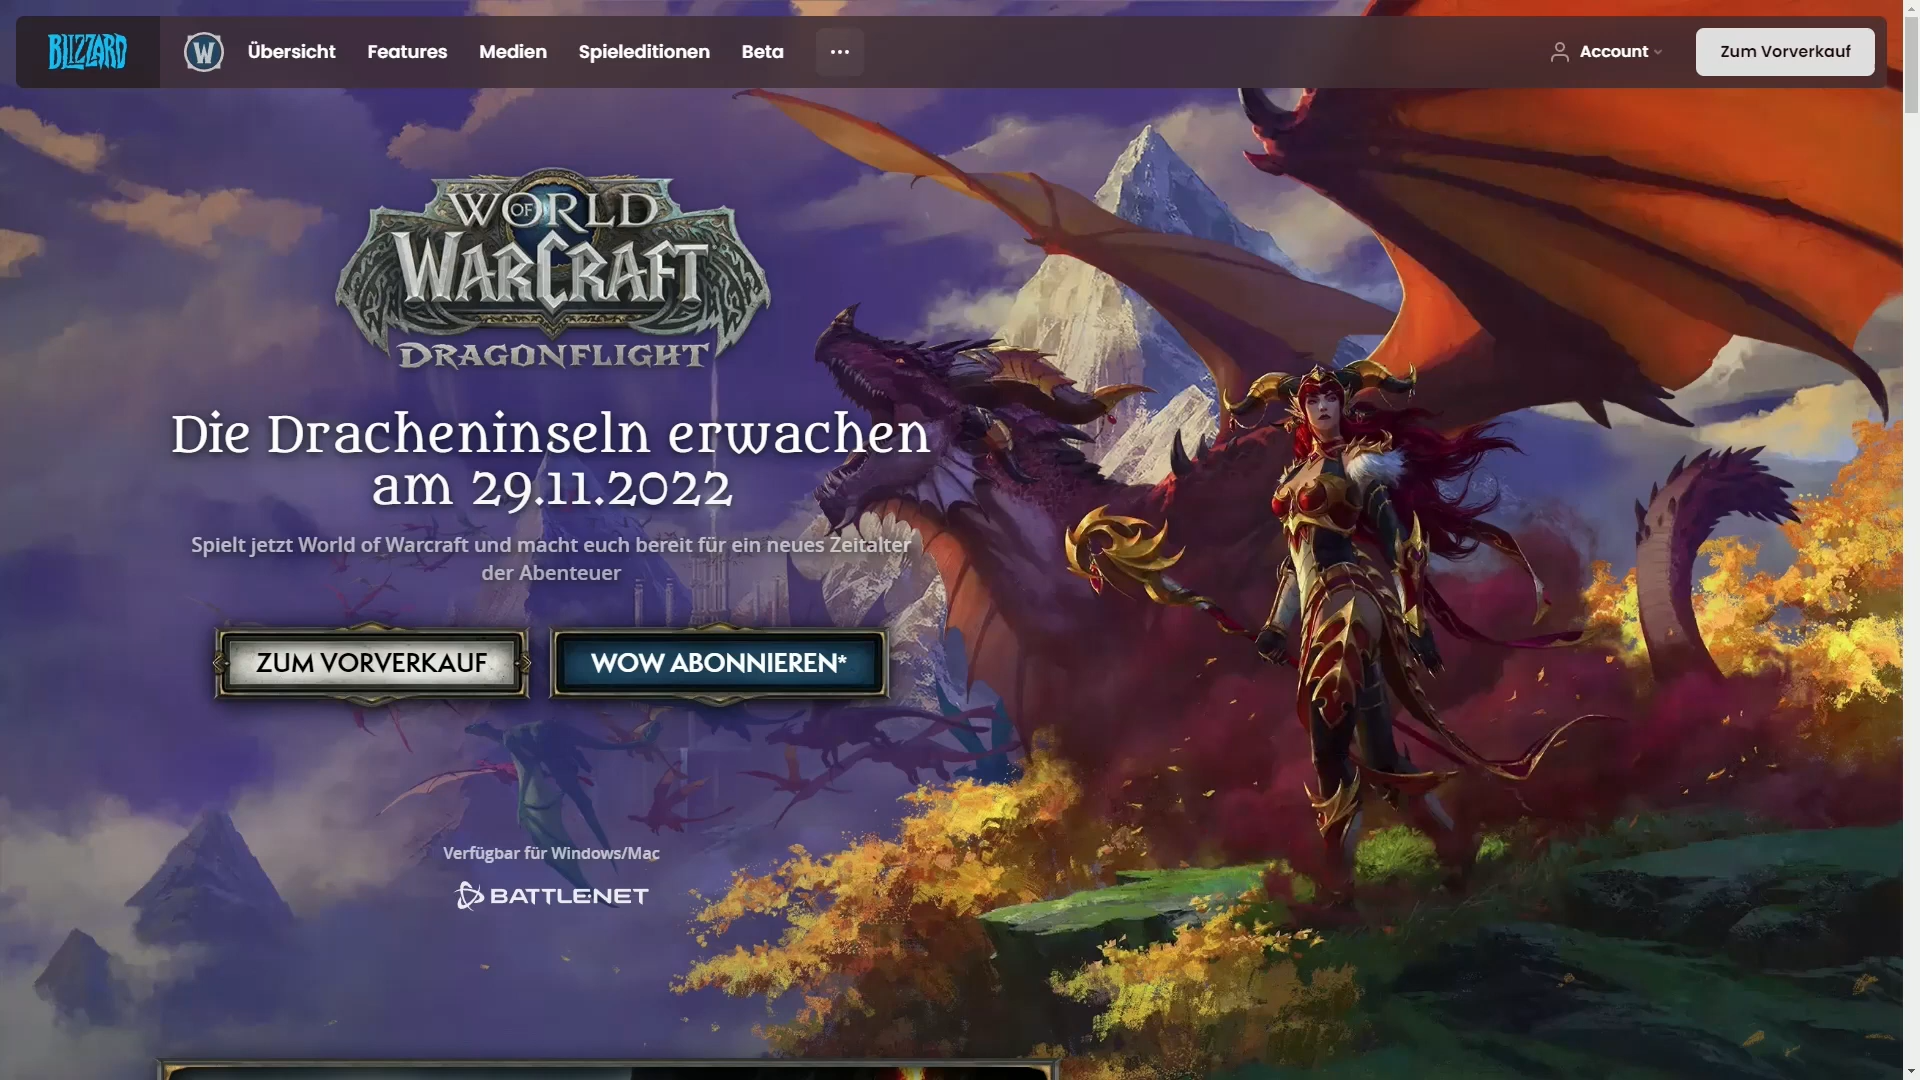 BLIZZARD
W Übersicht Features Medien Spieleditionen Beta ... Account Zum Vorverkauf
WORLD OF
WARCRAFT
DRAGONFLIGHT
Die Dracheninseln erwachen
am 29.11.2022
Spielt jetzt World of Warcraft und macht euch bereit für ein neues Zeitalter
der Abenteuer
ZUM VORVERKAUF WOW ABONNIEREN*
Verfügbar für Windows/Mac
BATTLE.NET